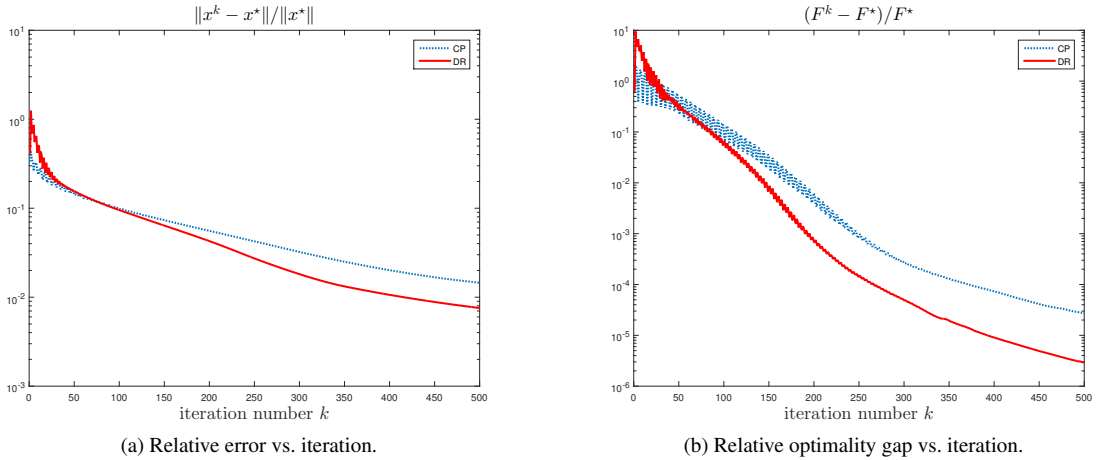 ‖x^k − x^⋆‖/‖x^⋆‖
10^1
10^0
10^-1
10^-2
10^-3
CP
DR
0 50 100 150 200 250 300 350 400 450 500
iteration number k
(a) Relative error vs. iteration.
(F^k − F^⋆)/F^⋆
10^1
10^0
10^-1
10^-2
10^-3
10^-4
10^-5
10^-6
CP
DR
0 50 100 150 200 250 300 350 400 450 500
iteration number k
(b) Relative optimality gap vs. iteration.